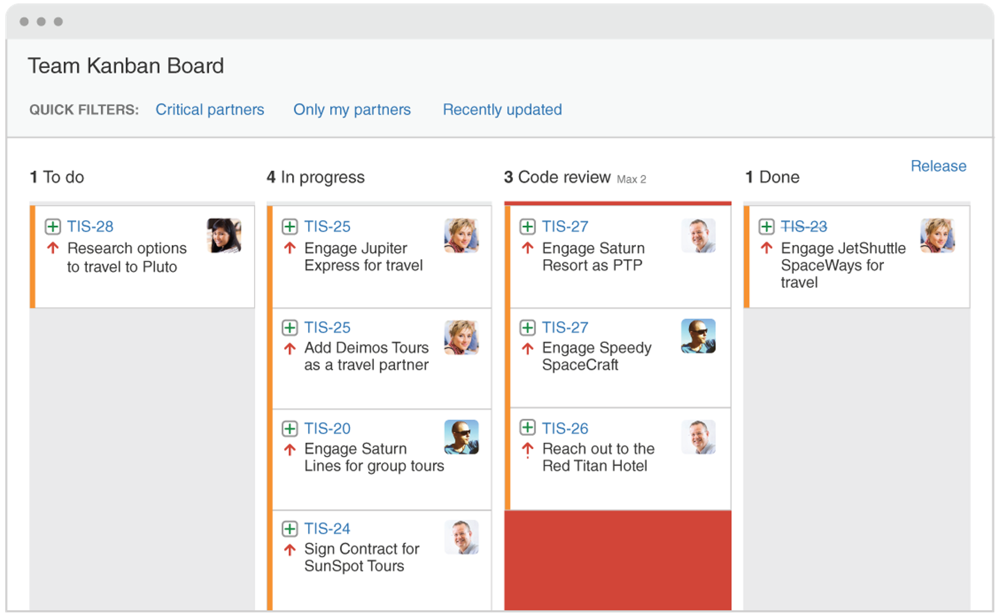 Team Kanban Board
QUICK FILTERS: Critical partners Only my partners Recently updated
Release
1 To do
TIS-28
Research options
to travel to Pluto
4 In progress
TIS-25
Engage Jupiter
Express for travel
TIS-25
Add Deimos Tours
as a travel partner
TIS-20
Engage Saturn
Lines for group tours
TIS-24
Sign Contract for
SunSpot Tours
3 Code review Max 2
TIS-27
Engage Saturn
Resort as PTP
TIS-27
Engage Speedy
SpaceCraft
TIS-26
Reach out to the
Red Titan Hotel
1 Done
TIS-23
Engage JetShuttle
SpaceWays for
travel